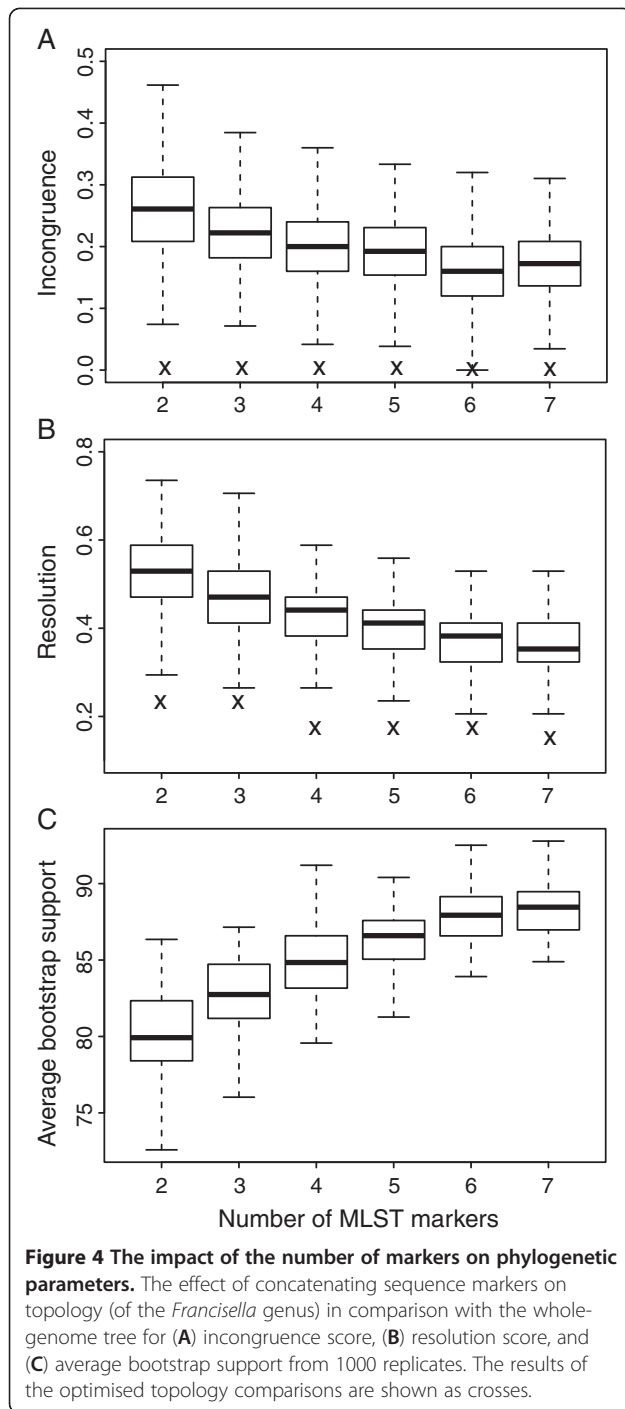 A
Incongruence
0.5
0.4
0.3
0.2
0.1
0.0
x x x x x x
2 3 4 5 6 7
B
Resolution
0.8
0.6
0.4
0.2
x x x x x x
2 3 4 5 6 7
C
Average bootstrap support
90
85
80
75
2 3 4 5 6 7
Number of MLST markers
Figure 4 The impact of the number of markers on phylogenetic
parameters. The effect of concatenating sequence markers on
topology (of the Francisella genus) in comparison with the whole-
genome tree for (A) incongruence score, (B) resolution score, and
(C) average bootstrap support from 1000 replicates. The results of
the optimised topology comparisons are shown as crosses.